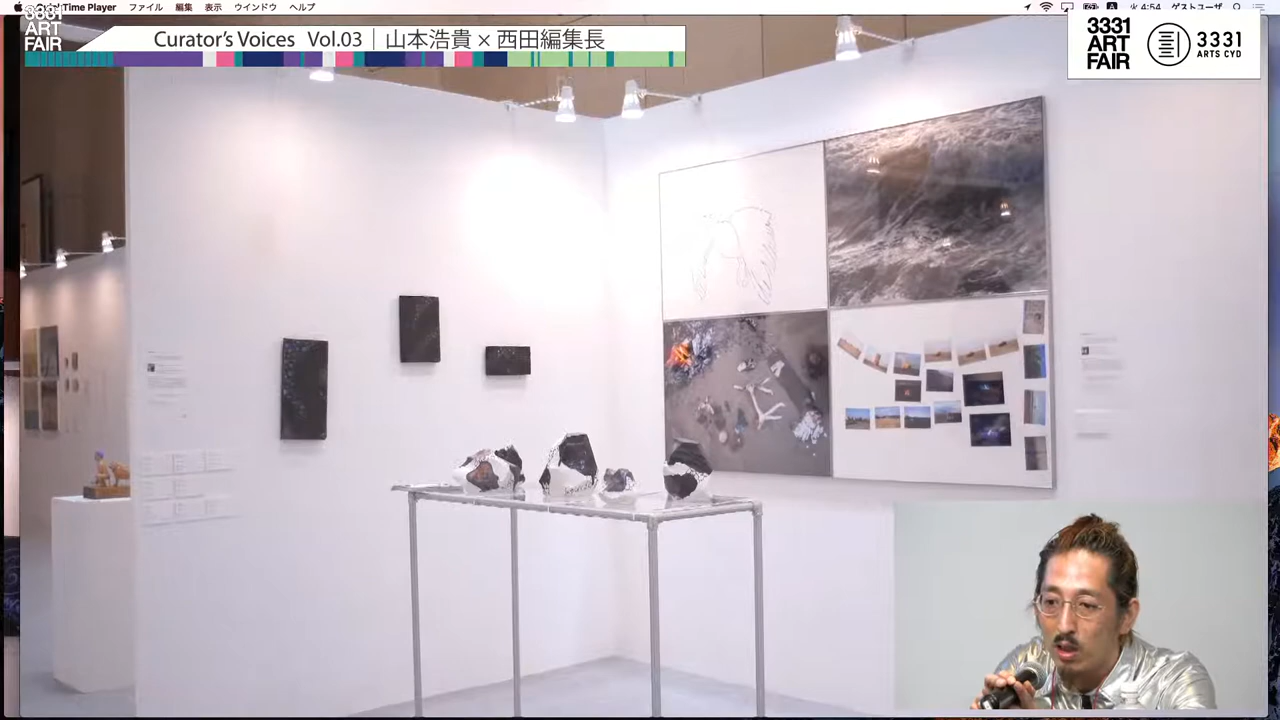 QuickTime Player ファイル 編集 表示 ウインドウ ヘルプ
火 4:54 ゲストユーザ
3331
ART
FAIR
Curator's Voices Vol.03｜山本浩貴 × 西田編集長
3331
ART
FAIR
3331
ARTS CYD